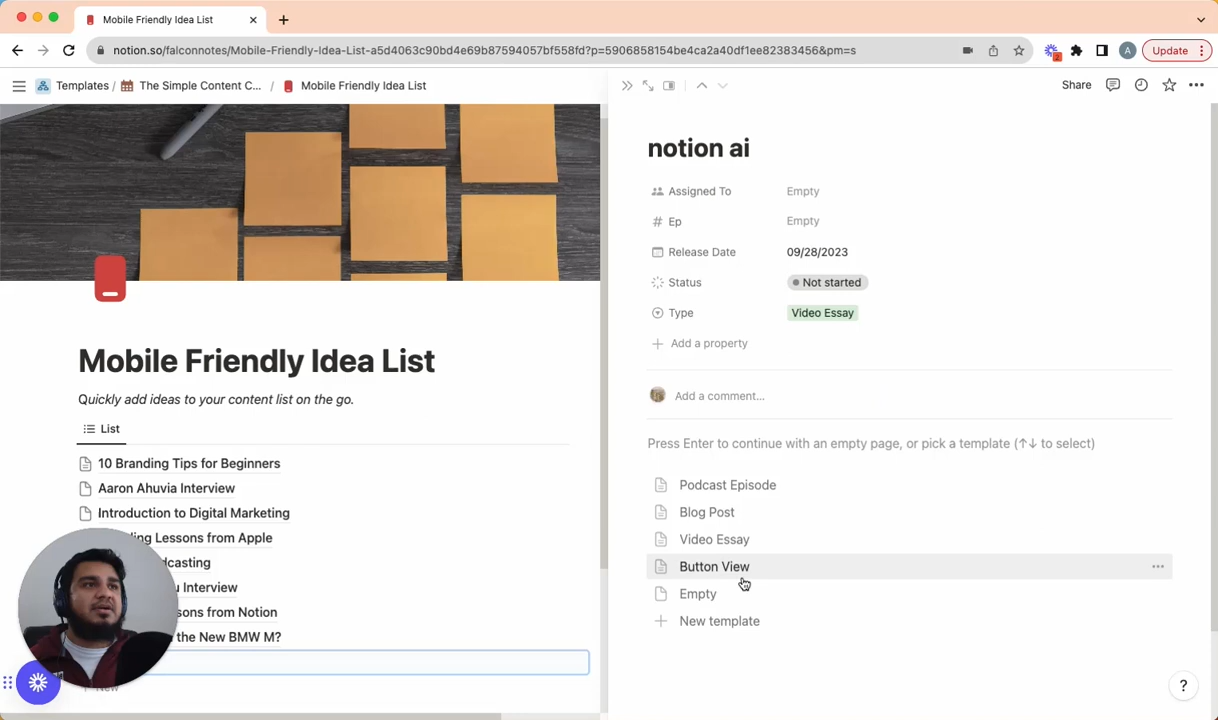 Mobile Friendly Idea List
notion.so/falconnotes/Mobile-Friendly-Idea-List-a5d4063c90bd4e69b87594057bf558fd?p=5906858154be4ca2a40df1ee82383456&pm=s
2
A
Update
Templates / The Simple Content C... / Mobile Friendly Idea List
Share
Mobile Friendly Idea List
Quickly add ideas to your content list on the go.
List
10 Branding Tips for Beginners
Aaron Ahuvia Interview
Introduction to Digital Marketing
Lessons from Apple
Interview
from Notion
the New BMW M?
New
notion ai
Assigned To Empty
Ep Empty
Release Date 09/28/2023
Status Not started
Type Video Essay
Add a property
Add a comment...
Press Enter to continue with an empty page, or pick a template (↑↓ to select)
Podcast Episode
Blog Post
Video Essay
Button View
Empty
New template
?